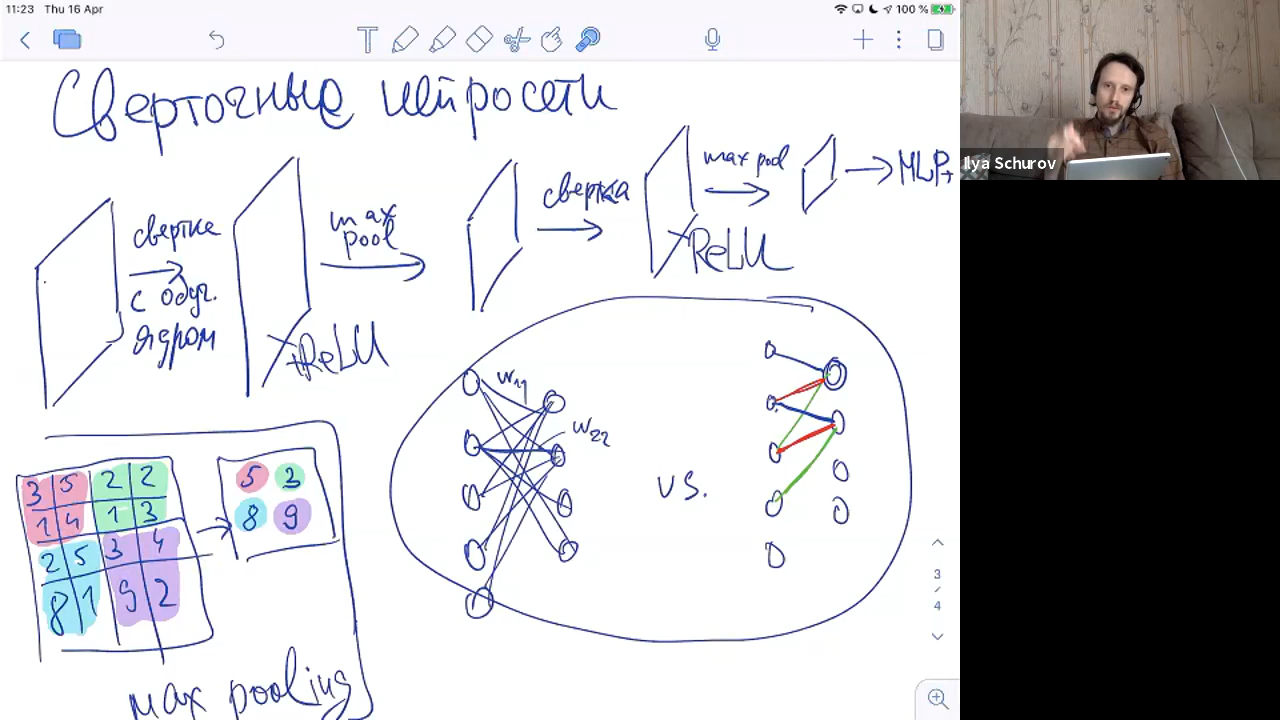 11:23 Thu 16 Apr
100 %
Сверточные нейросети
свертка
с обуч.
ядром
+ReLU
max
pool
свертка
+ReLU
max pool
MLP+
Ilya Schurov
w11
w22
vs.
3 5 2 2
1 4 1 3
2 5 3 4
8 1 9 2
5 3
8 9
max pooling
3
/
4